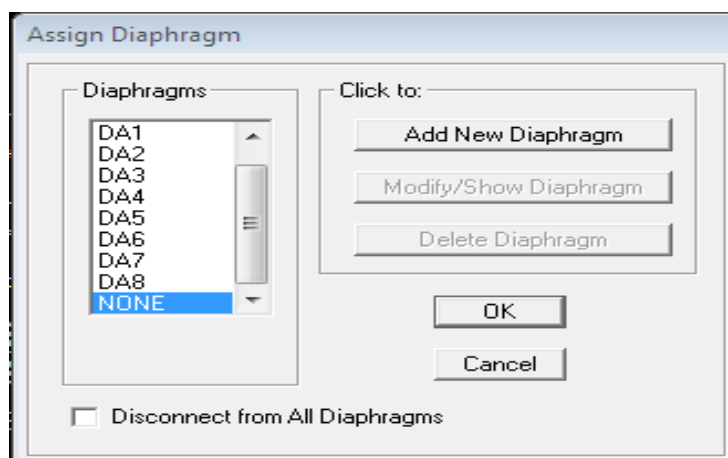 Assign Diaphragm
Diaphragms
DA1
DA2
DA3
DA4
DA5
DA6
DA7
DA8
NONE
Click to:
Add New Diaphragm
Modify/Show Diaphragm
Delete Diaphragm
OK
Cancel
Disconnect from All Diaphragms